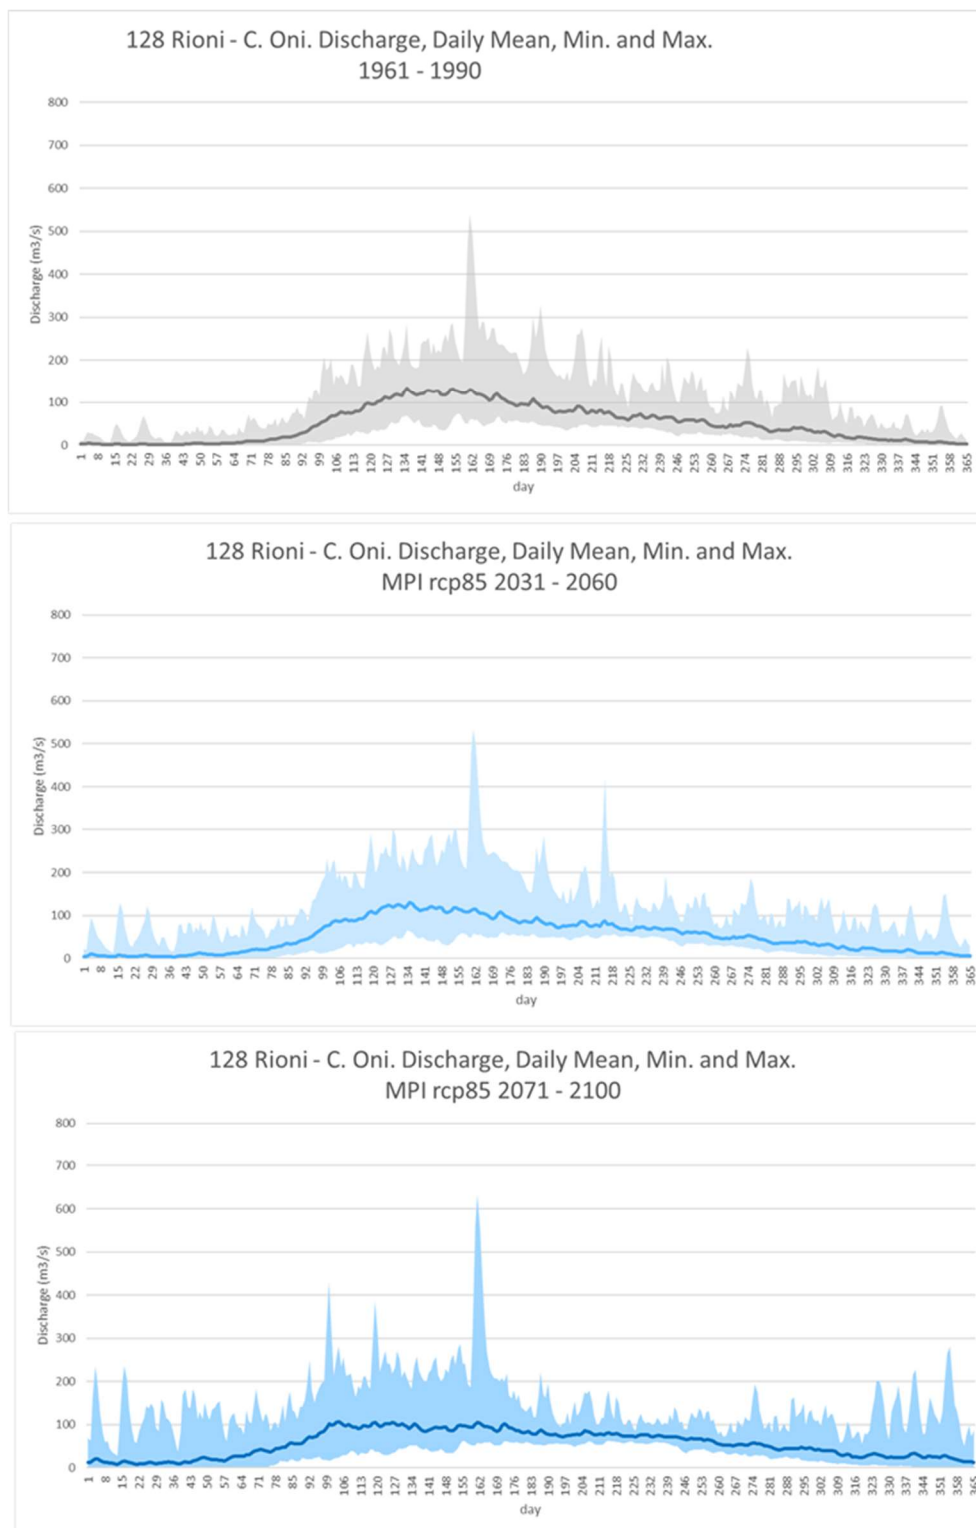 128 Rioni - C. Oni. Discharge, Daily Mean, Min. and Max.
1961 - 1990
800
700
600
500
400
300
200
100
0
Discharge (m3/s)
1 8 15 22 29 36 43 50 57 64 71 78 85 92 99 106 113 120 127 134 141 148 155 162 169 176 183 190 197 204 211 218 225 232 239 246 253 260 267 274 281 288 295 302 309 316 323 330 337 344 351 358 365
day
128 Rioni - C. Oni. Discharge, Daily Mean, Min. and Max.
MPI rcp85 2031 - 2060
800
700
600
500
400
300
200
100
0
Discharge (m3/s)
1 8 15 22 29 36 43 50 57 64 71 78 85 92 99 106 113 120 127 134 141 148 155 162 169 176 183 190 197 204 211 218 225 232 239 246 253 260 267 274 281 288 295 302 309 316 323 330 337 344 351 358 365
day
128 Rioni - C. Oni. Discharge, Daily Mean, Min. and Max.
MPI rcp85 2071 - 2100
800
700
600
500
400
300
200
100
0
Discharge (m3/s)
1 8 15 22 29 36 43 50 57 64 71 78 85 92 99 106 113 120 127 134 141 148 155 162 169 176 183 190 197 204 211 218 225 232 239 246 253 260 267 274 281 288 295 302 309 316 323 330 337 344 351 358 365
day